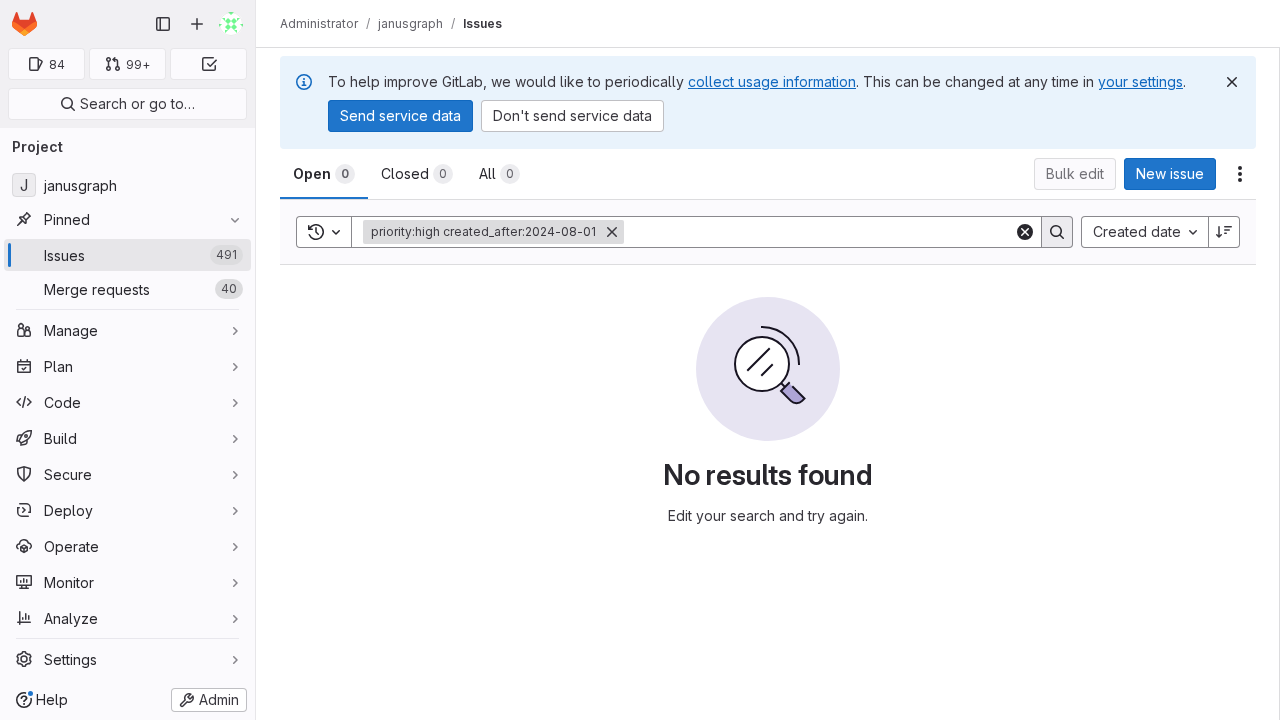 84
99+
Search or go to…
Project
J janusgraph
Pinned
Issues 491
Merge requests 40
Manage
Plan
Code
Build
Secure
Deploy
Operate
Monitor
Analyze
Settings
Help
Admin
Administrator / janusgraph / Issues
To help improve GitLab, we would like to periodically collect usage information. This can be changed at any time in your settings.
Send service data Don't send service data
Open 0 Closed 0 All 0 Bulk edit New issue
priority:high created_after:2024-08-01 Created date
No results found
Edit your search and try again.